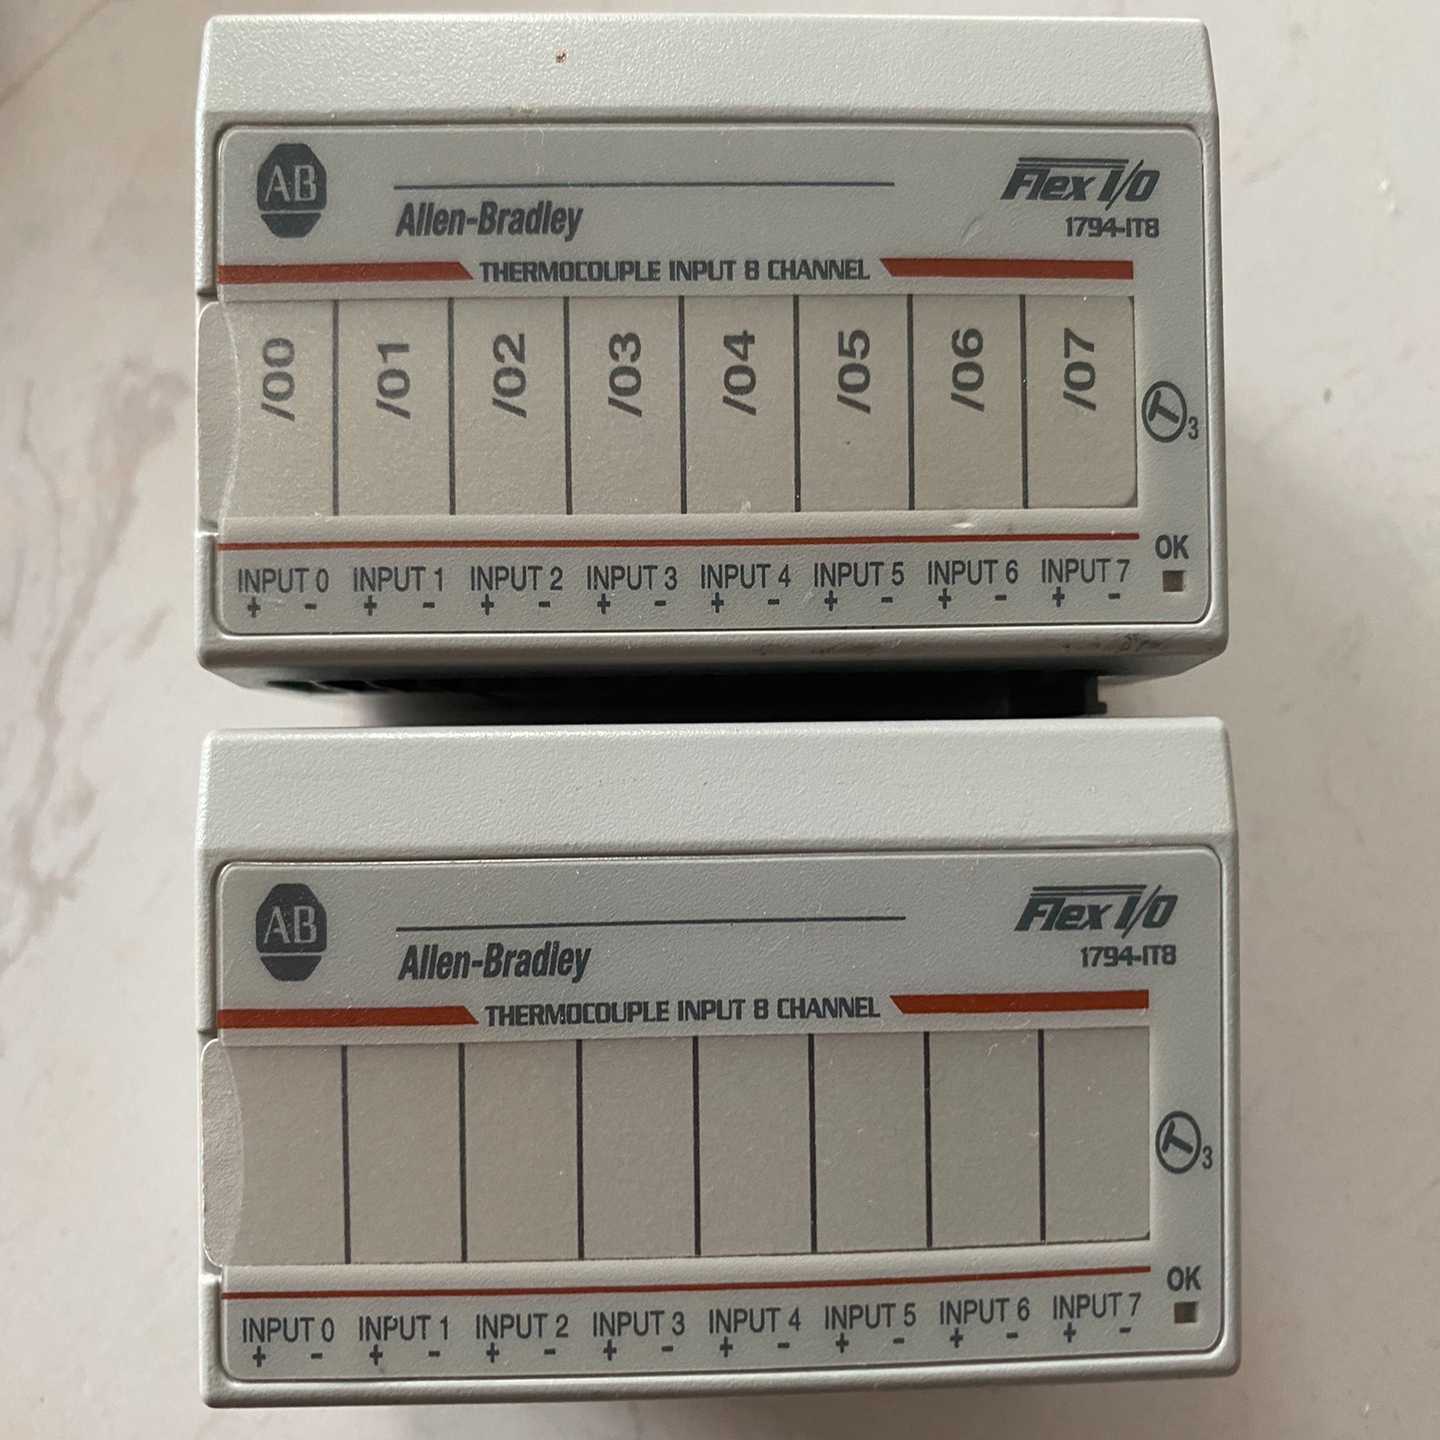 AB
Allen-Bradley
Flex I/O
1794-IT8
THERMOCOUPLE INPUT 8 CHANNEL
/00 /01 /02 /03 /04 /05 /06 /07
T3
OK
INPUT 0 INPUT 1 INPUT 2 INPUT 3 INPUT 4 INPUT 5 INPUT 6 INPUT 7
+ - + - + - + - + - + - + - + -
AB
Allen-Bradley
Flex I/O
1794-IT8
THERMOCOUPLE INPUT 8 CHANNEL
T3
OK
INPUT 0 INPUT 1 INPUT 2 INPUT 3 INPUT 4 INPUT 5 INPUT 6 INPUT 7
+ - + - + - + - + - + - + - + -